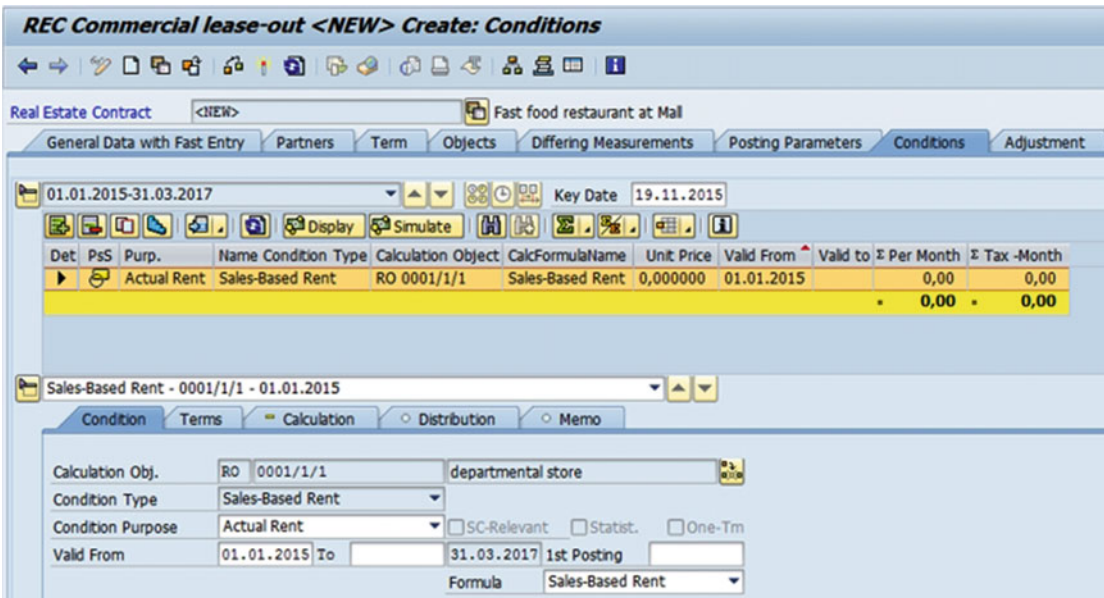 REC Commercial lease-out <NEW> Create: Conditions
Real Estate Contract <NEW> Fast food restaurant at Mall
General Data with Fast Entry Partners Term Objects Differing Measurements Posting Parameters Conditions Adjustment
01.01.2015-31.03.2017 Key Date 19.11.2015
Display Simulate
Det PsS Purp. Name Condition Type Calculation Object CalcFormulaName Unit Price Valid From Valid to Σ Per Month Σ Tax -Month
Actual Rent Sales-Based Rent RO 0001/1/1 Sales-Based Rent 0,000000 01.01.2015 0,00 0,00
0,00 0,00
Sales-Based Rent - 0001/1/1 - 01.01.2015
Condition Terms Calculation Distribution Memo
Calculation Obj. RO 0001/1/1 departmental store
Condition Type Sales-Based Rent
Condition Purpose Actual Rent SC-Relevant Statist. One-Tm
Valid From 01.01.2015 To 31.03.2017 1st Posting
Formula Sales-Based Rent